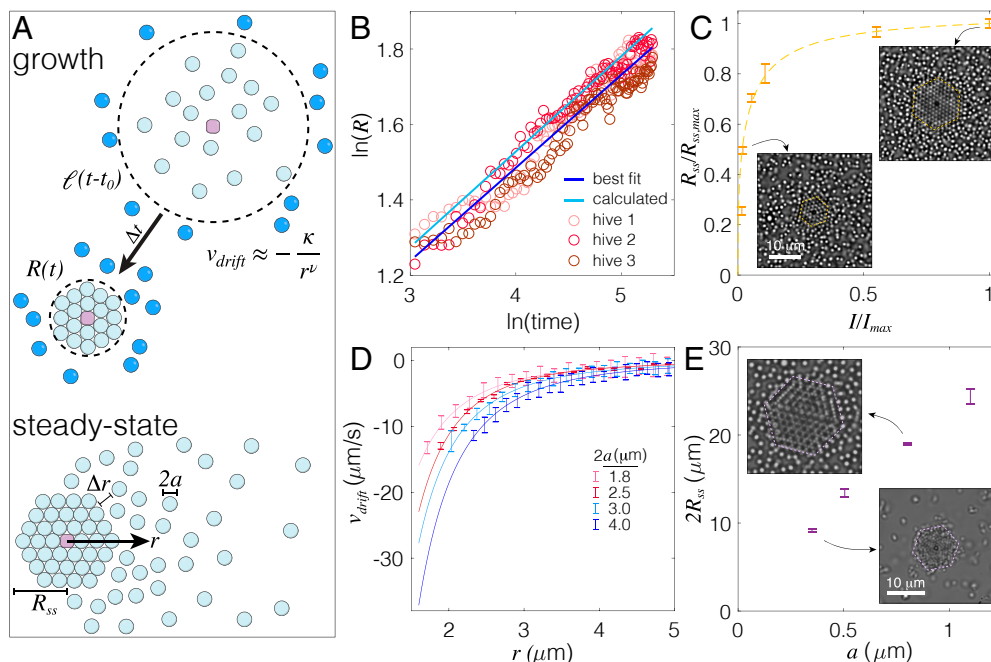 A
growth
ℓ(t-t₀)
Δt
v_drift ≈ - κ/r^ν
R(t)
steady-state
Δr
2a
r
R_ss
B
ln(R)
1.8
1.6
1.4
1.2
3
4
5
ln(time)
best fit
calculated
hive 1
hive 2
hive 3
C
R_ss/R_ss,max
1
0.8
0.6
0.4
0.2
0
0
0.5
1
I/I_max
10 μm
D
v_drift (μm/s)
0
-10
-20
-30
2
3
4
5
r (μm)
2a (μm)
1.8
2.5
3.0
4.0
E
2R_ss (μm)
30
20
10
0
0
0.5
1
a (μm)
10 μm